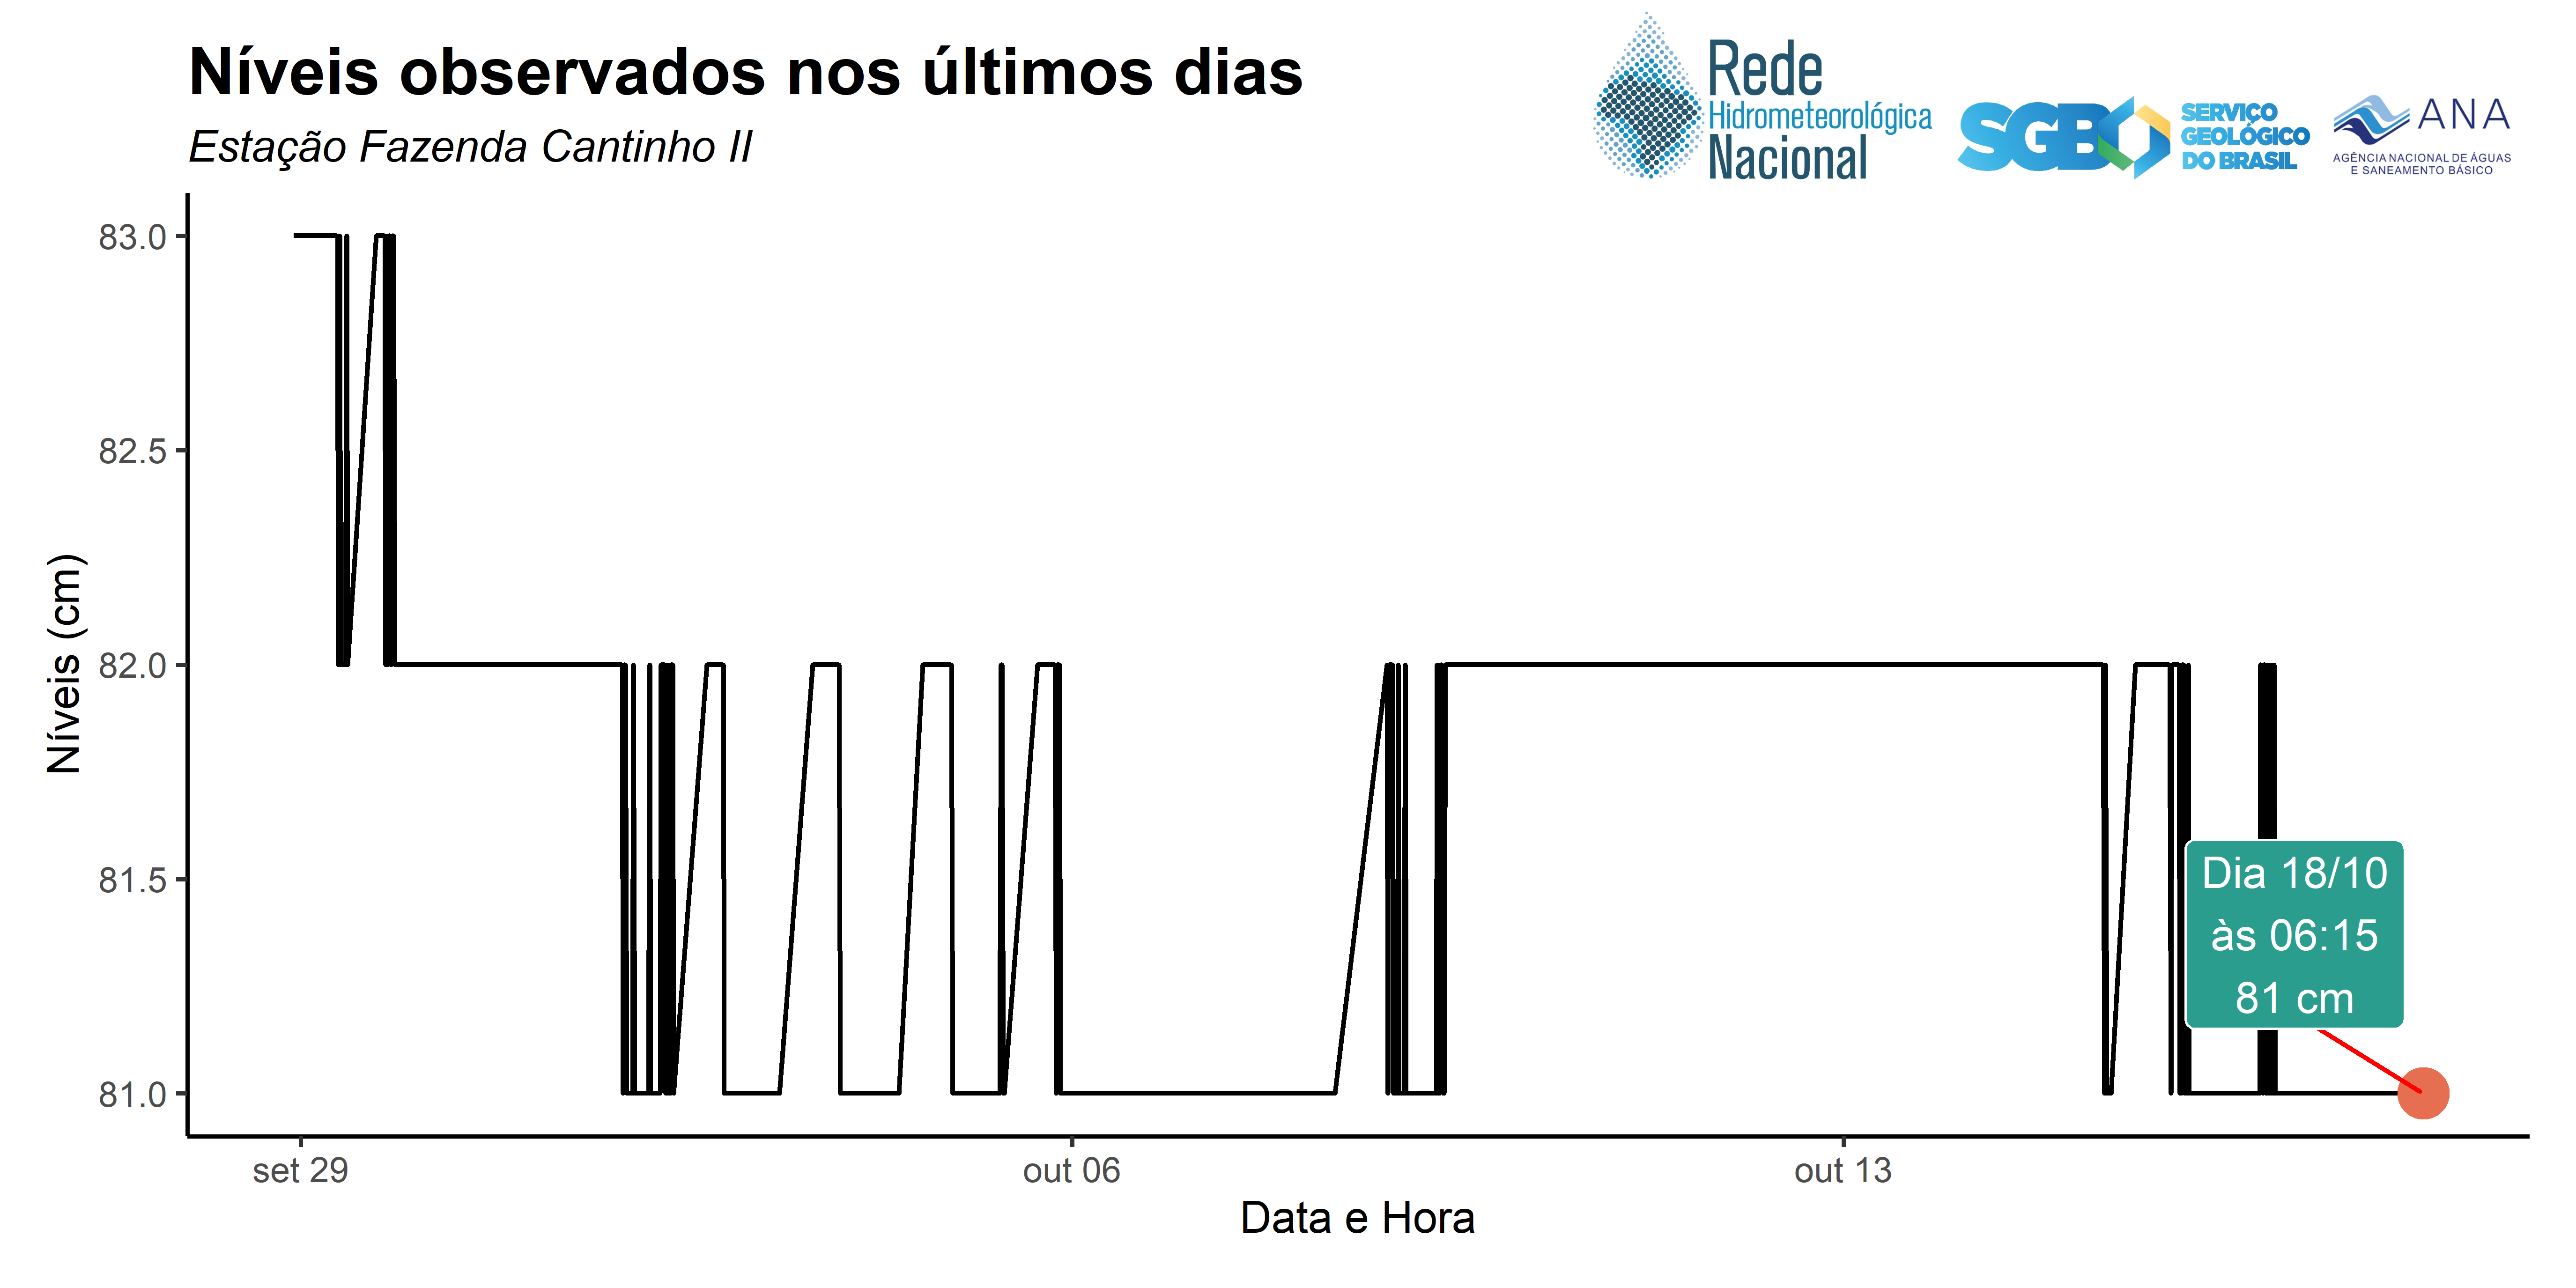 Níveis observados nos últimos dias
Estação Fazenda Cantinho II
Rede
Hidrometeorológica
Nacional
SGB
SERVIÇO
GEOLÓGICO
DO BRASIL
ANA
AGÊNCIA NACIONAL DE ÁGUAS
E SANEAMENTO BÁSICO
Níveis (cm)
83.0
82.5
82.0
81.5
81.0
Dia 18/10
às 06:15
81 cm
set 29
out 06
out 13
Data e Hora